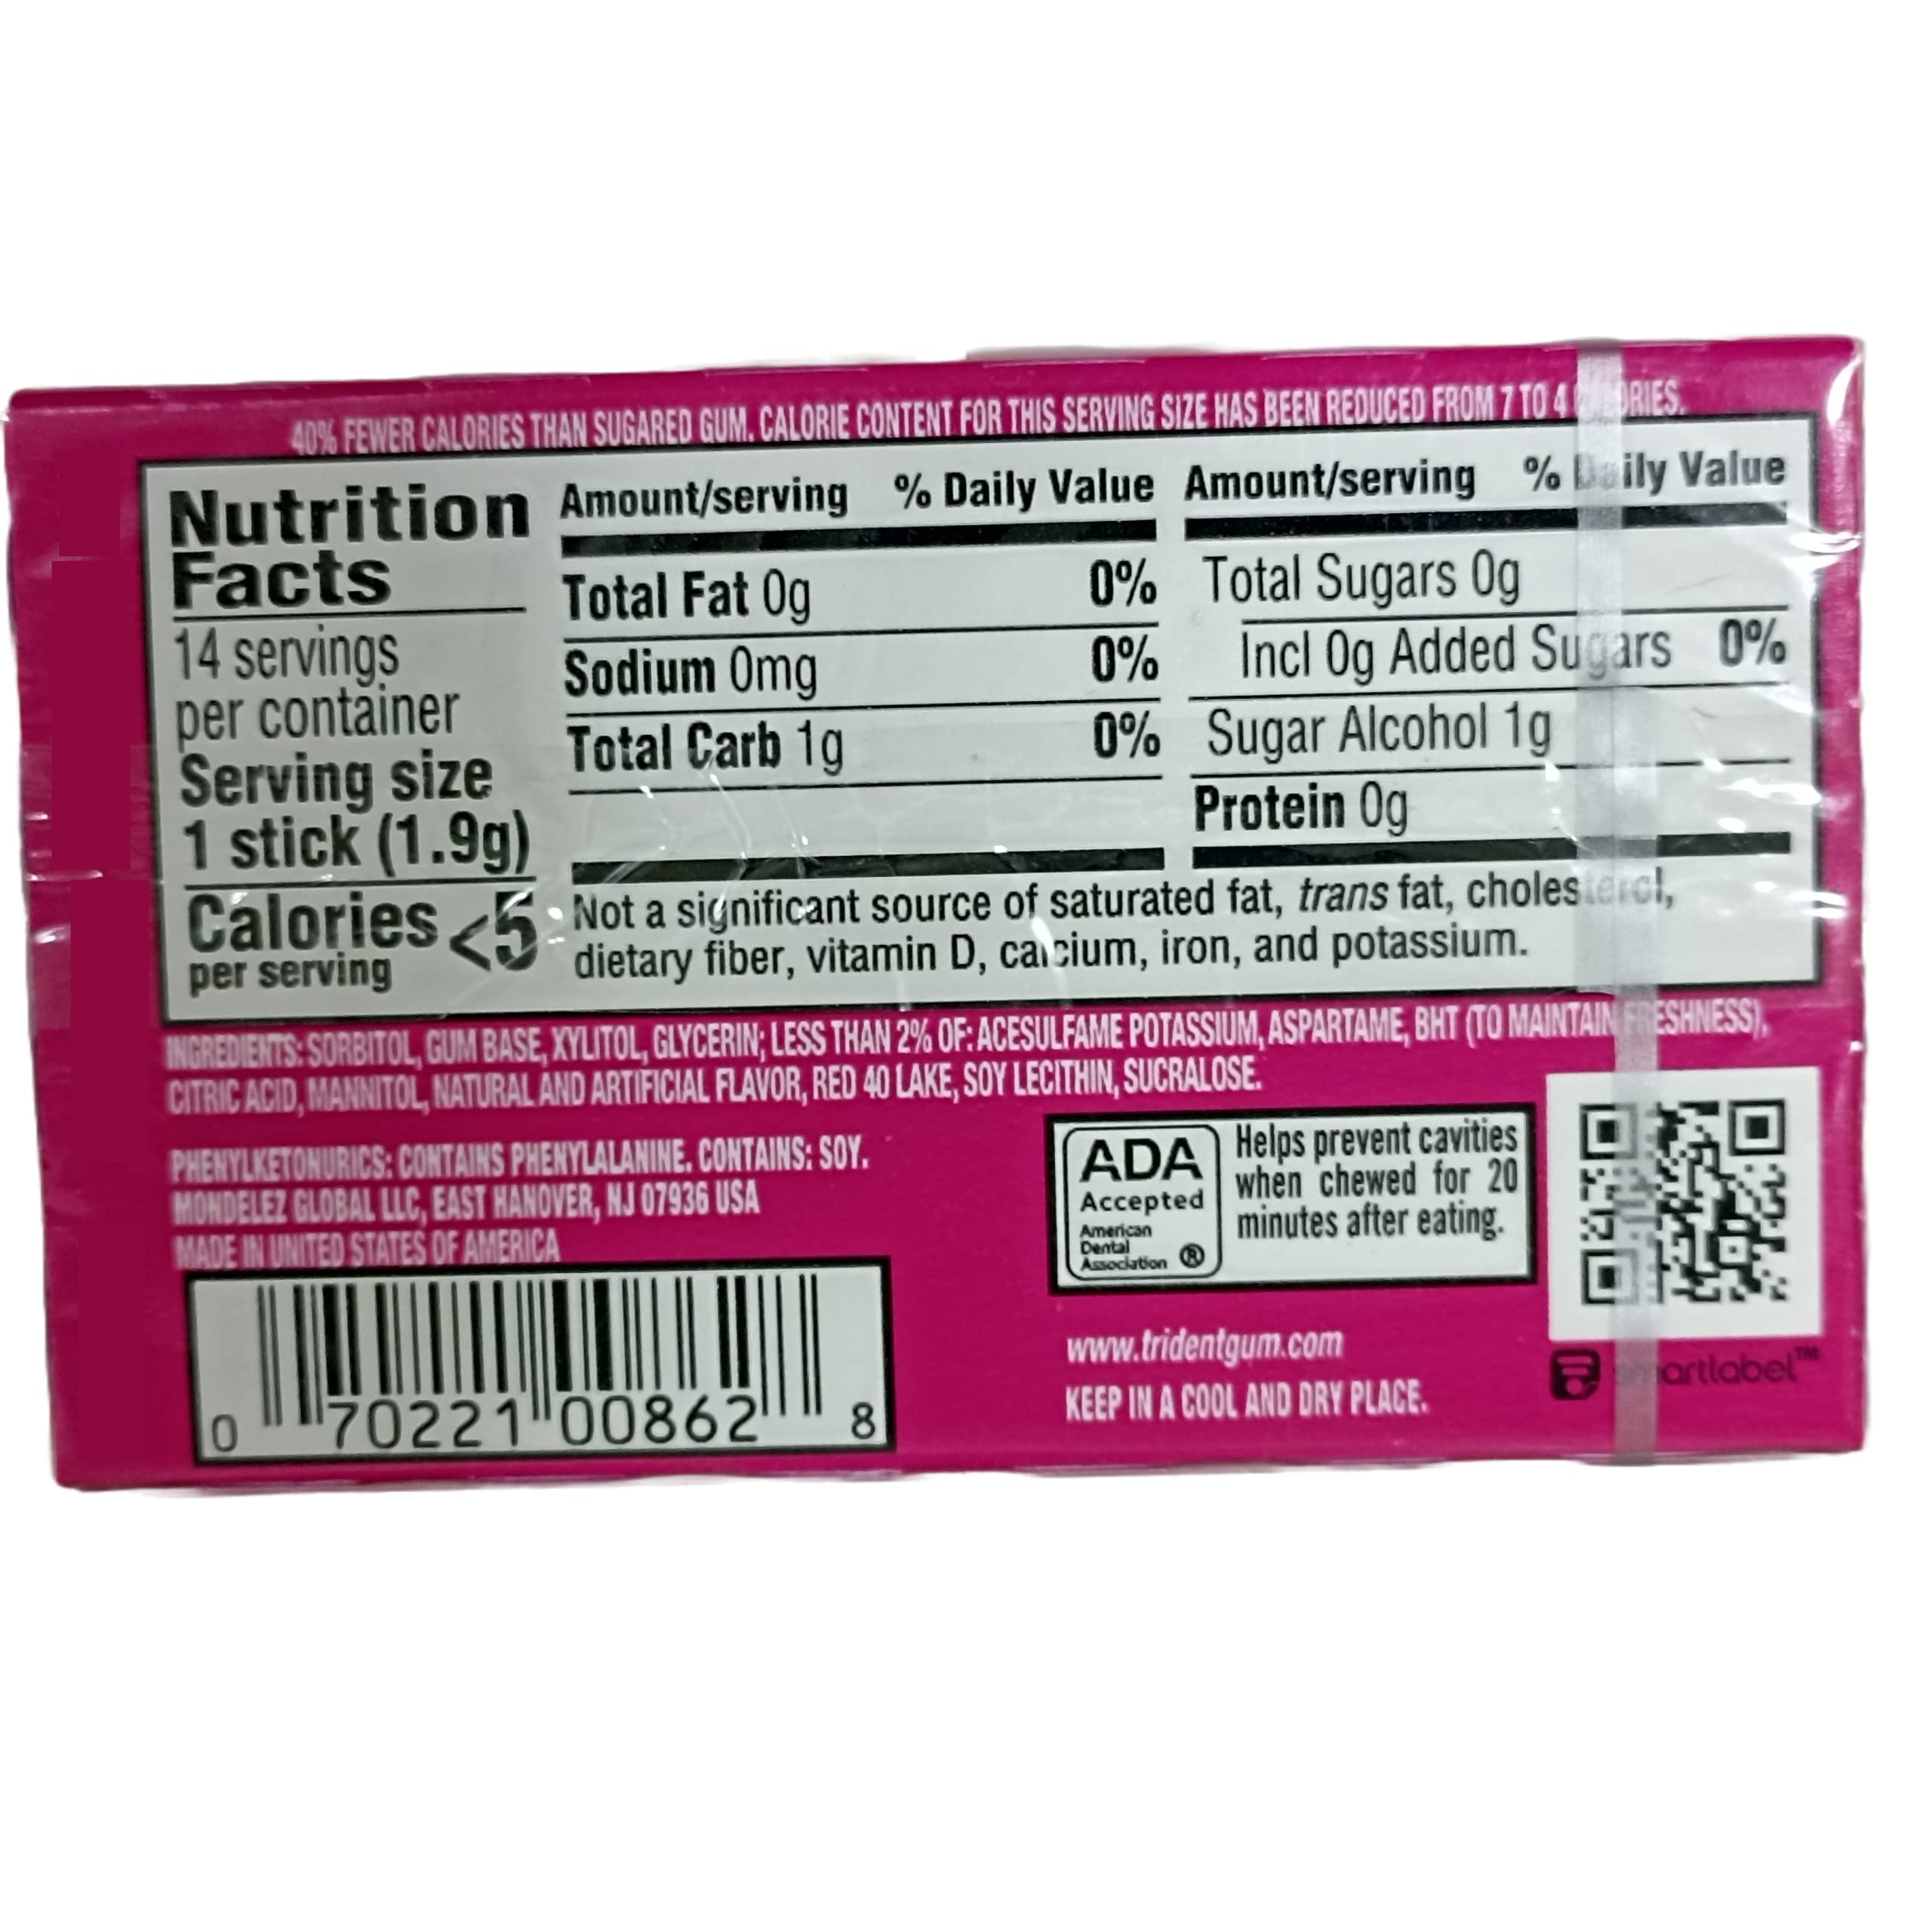 40% FEWER CALORIES THAN SUGARED GUM. CALORIE CONTENT FOR THIS SERVING SIZE HAS BEEN REDUCED FROM 7 TO 4 CALORIES.
Nutrition
Facts
14 servings
per container
Serving size
1 stick (1.9g)
Calories <5
per serving
Amount/serving % Daily Value
Total Fat 0g 0%
Sodium 0mg 0%
Total Carb 1g 0%
Amount/serving % Daily Value
Total Sugars 0g
Incl 0g Added Sugars 0%
Sugar Alcohol 1g
Protein 0g
Not a significant source of saturated fat, trans fat, cholesterol,
dietary fiber, vitamin D, calcium, iron, and potassium.
INGREDIENTS: SORBITOL, GUM BASE, XYLITOL, GLYCERIN; LESS THAN 2% OF: ACESULFAME POTASSIUM, ASPARTAME, BHT (TO MAINTAIN FRESHNESS),
CITRIC ACID, MANNITOL, NATURAL AND ARTIFICIAL FLAVOR, RED 40 LAKE, SOY LECITHIN, SUCRALOSE.
PHENYLKETONURICS: CONTAINS PHENYLALANINE. CONTAINS: SOY.
MONDELEZ GLOBAL LLC, EAST HANOVER, NJ 07936 USA
MADE IN UNITED STATES OF AMERICA
0 70221 00862 8
ADA
Accepted
American
Dental
Association ®
Helps prevent cavities
when chewed for 20
minutes after eating.
www.tridentgum.com
KEEP IN A COOL AND DRY PLACE.
smartlabel™